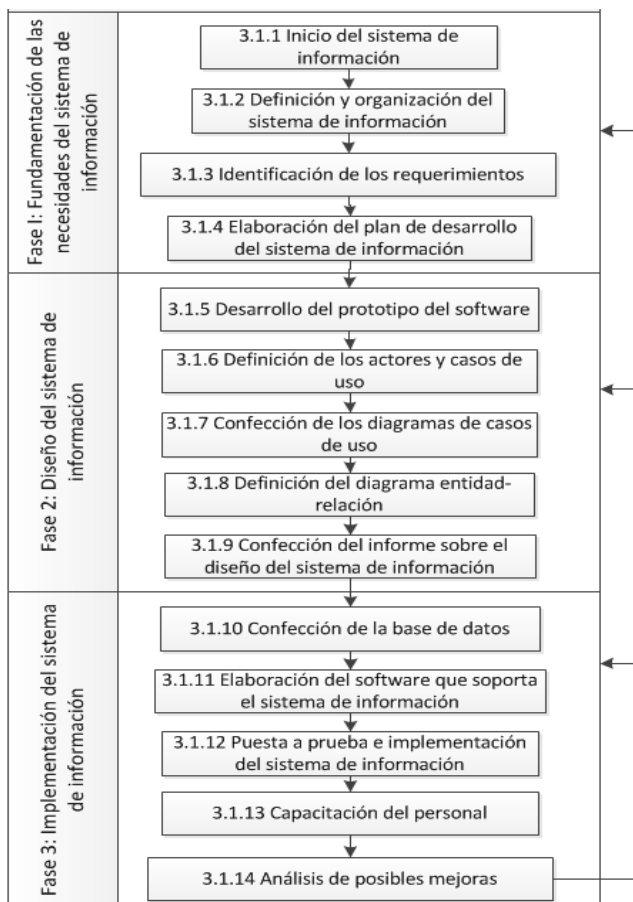 Fase I: Fundamentación de las
necesidades del sistema de
información
3.1.1 Inicio del sistema de
información
3.1.2 Definición y organización del
sistema de información
3.1.3 Identificación de los requerimientos
3.1.4 Elaboración del plan de desarrollo
del sistema de información
Fase 2: Diseño del sistema de
información
3.1.5 Desarrollo del prototipo del software
3.1.6 Definición de los actores y casos de
uso
3.1.7 Confección de los diagramas de casos
de uso
3.1.8 Definición del diagrama entidad-
relación
3.1.9 Confección del informe sobre el
diseño del sistema de información
Fase 3: Implementación del sistema
de información
3.1.10 Confección de la base de datos
3.1.11 Elaboración del software que soporta
el sistema de información
3.1.12 Puesta a prueba e implementación
del sistema de información
3.1.13 Capacitación del personal
3.1.14 Análisis de posibles mejoras